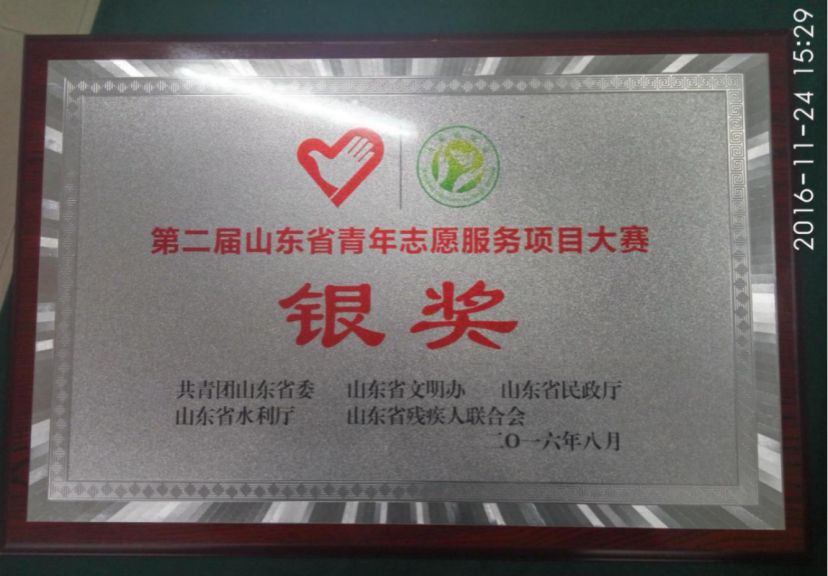 第二届山东省青年志愿服务项目大赛
银奖
共青团山东省委 山东省文明办 山东省民政厅
山东省水利厅 山东省残疾人联合会
二〇一六年八月
2016-11-24 15:29